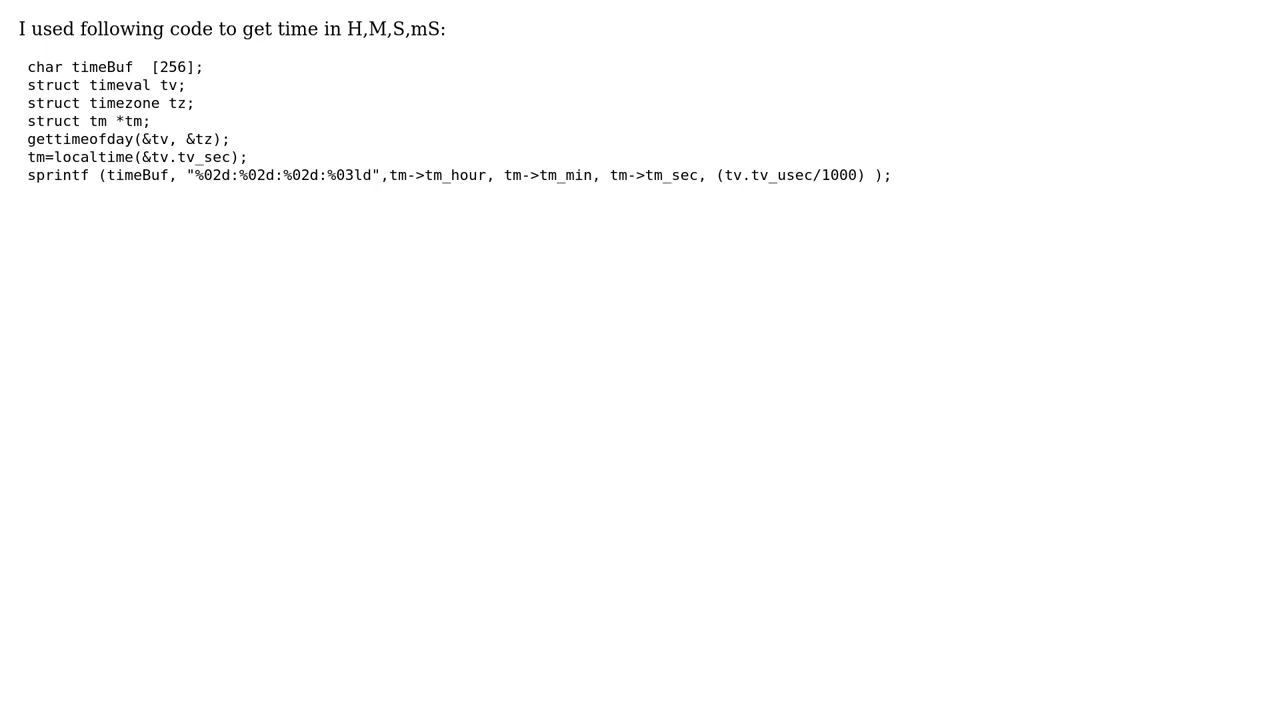 I used following code to get time in H,M,S,mS:
char timeBuf  [256];
struct timeval tv;
struct timezone tz;
struct tm *tm;
gettimeofday(&tv, &tz);
tm=localtime(&tv.tv_sec);
sprintf (timeBuf, "%02d:%02d:%02d:%03ld",tm->tm_hour, tm->tm_min, tm->tm_sec, (tv.tv_usec/1000) );